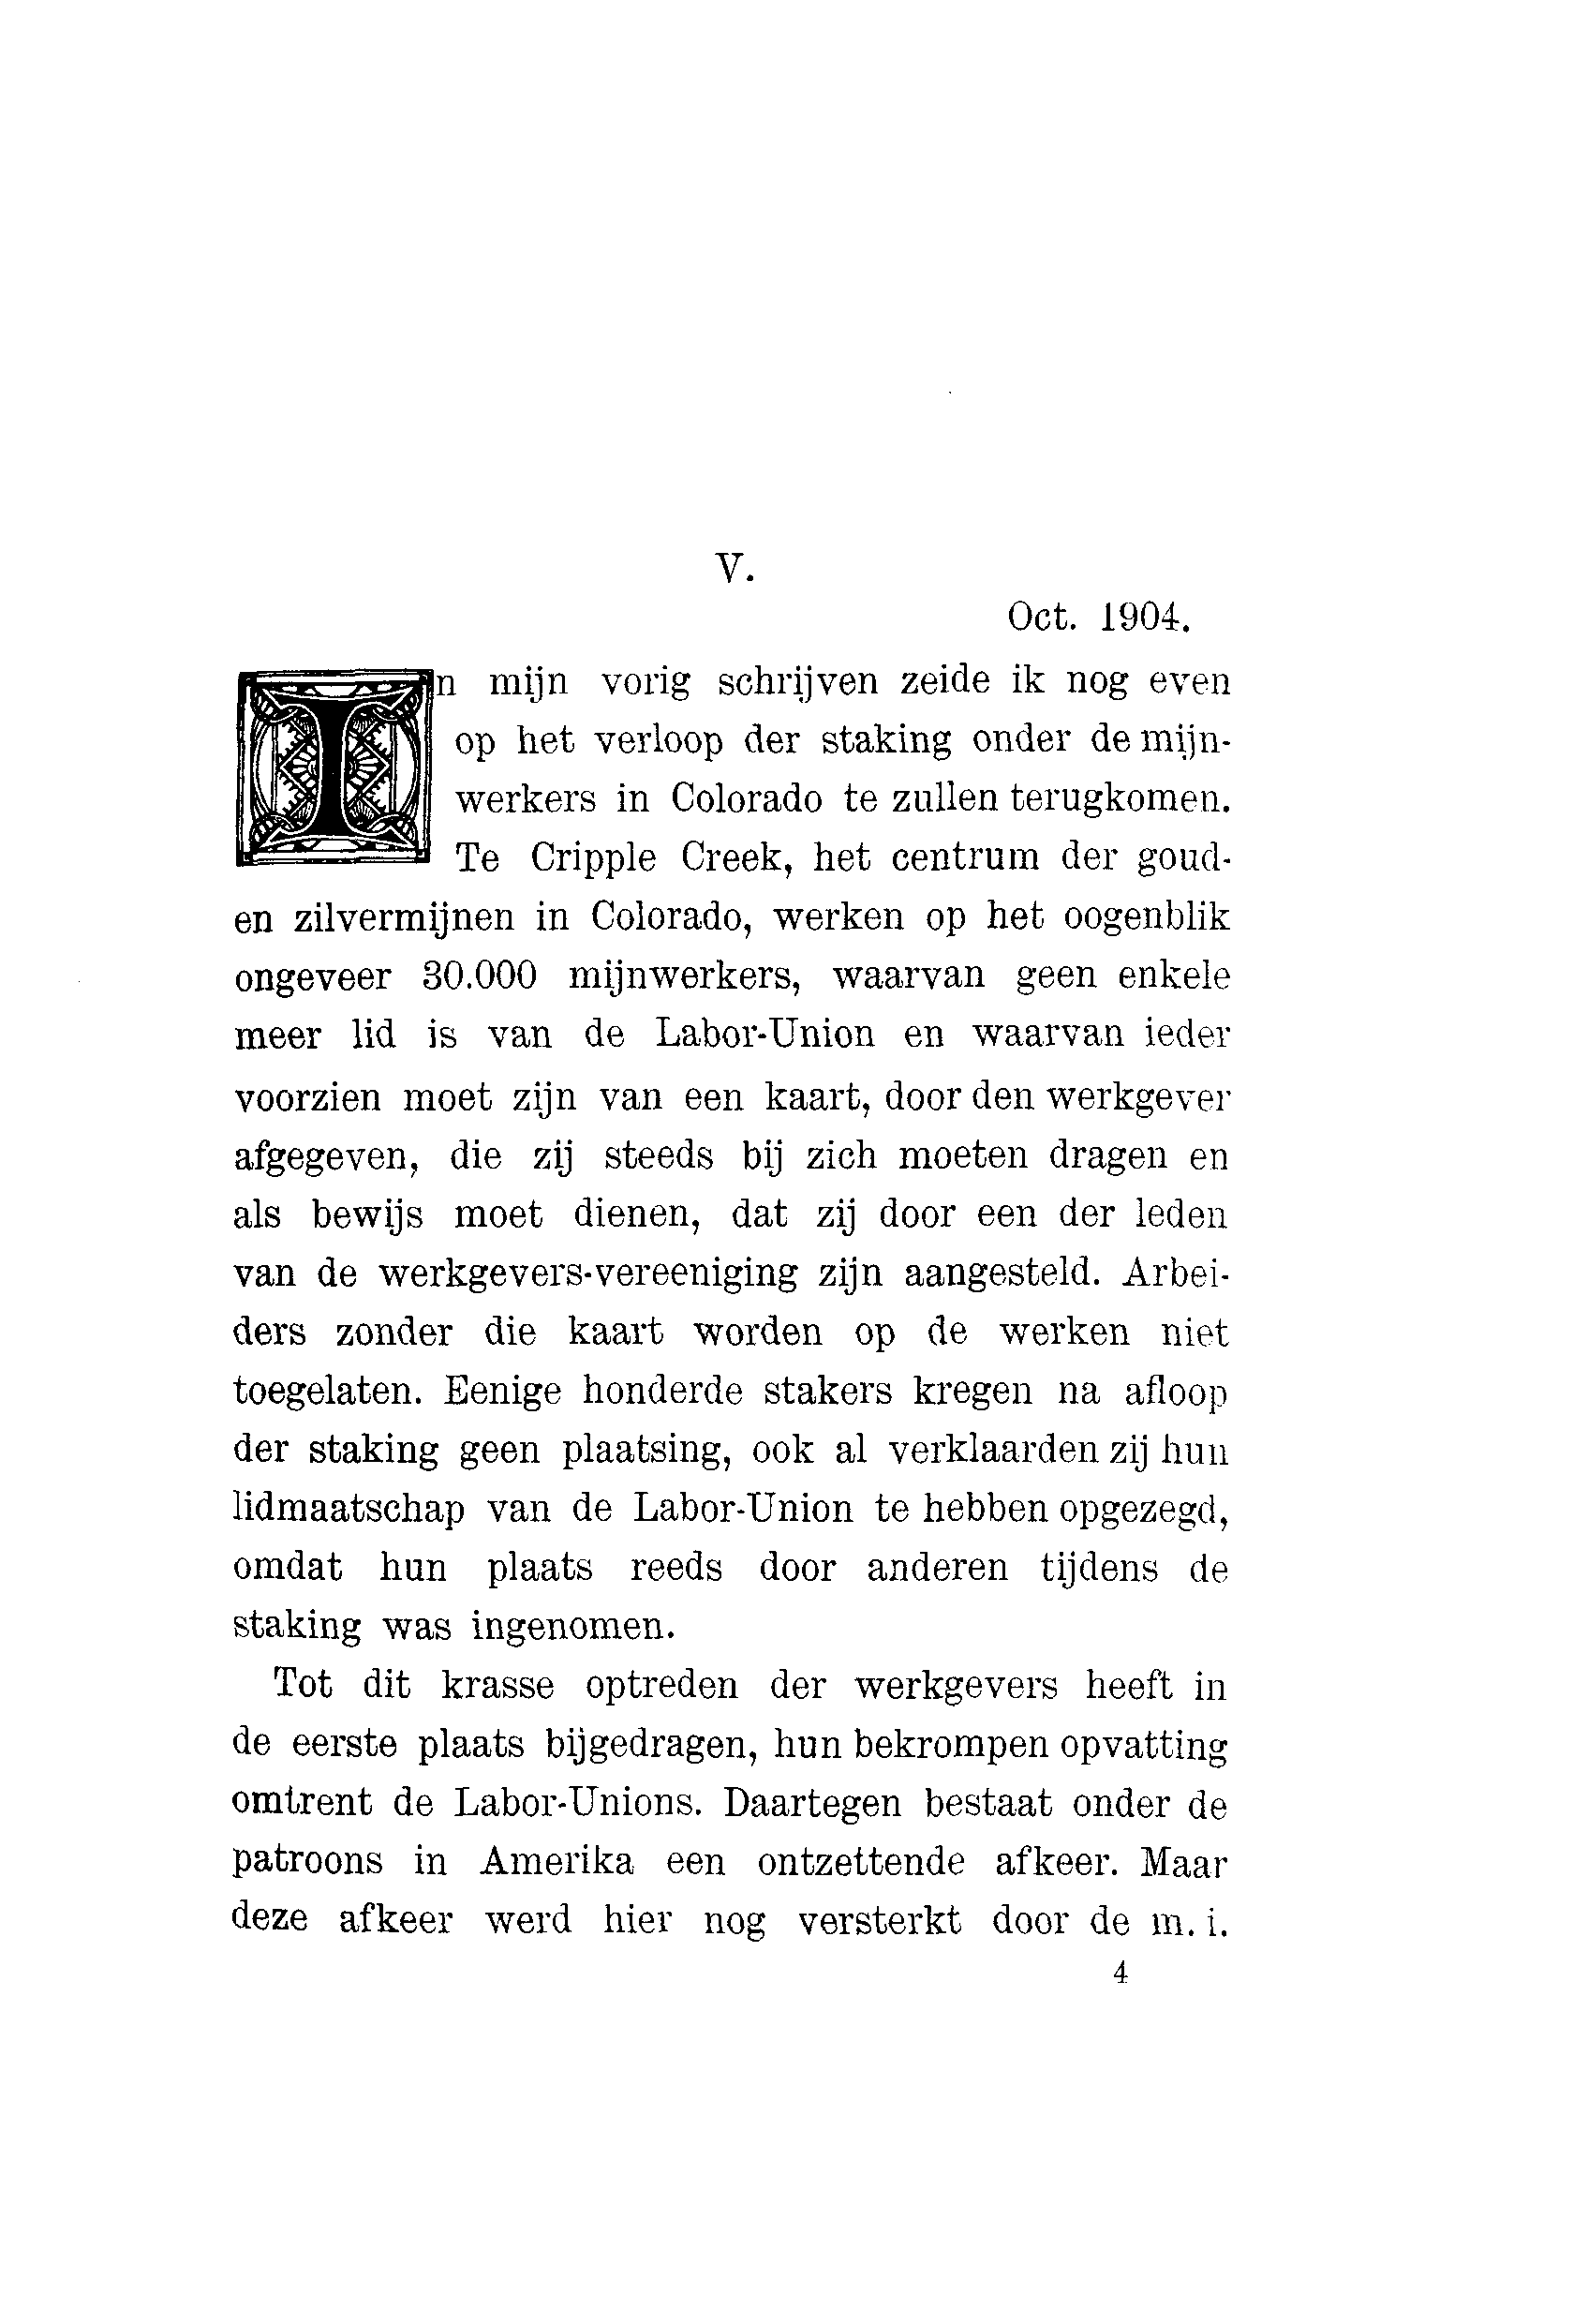 V.
Oct. 1904.
In mijn vorig schrijven zeide ik nog even
op het verloop der staking onder de mijn-
werkers in Colorado te zullen terugkomen.
Te Cripple Creek, het centrum der goud-
en zilvermijnen in Colorado, werken op het oogenblik
ongeveer 30.000 mijnwerkers, waarvan geen enkele
meer lid is van de Labor-Union en waarvan ieder
voorzien moet zijn van een kaart, door den werkgever
afgegeven, die zij steeds bij zich moeten dragen en
als bewijs moet dienen, dat zij door een der leden
van de werkgevers-vereeniging zijn aangesteld. Arbei-
ders zonder die kaart worden op de werken niet
toegelaten. Eenige honderde stakers kregen na afloop
der staking geen plaatsing, ook al verklaarden zij hun
lidmaatschap van de Labor-Union te hebben opgezegd,
omdat hun plaats reeds door anderen tijdens de
staking was ingenomen.
Tot dit krasse optreden der werkgevers heeft in
de eerste plaats bijgedragen, hun bekrompen opvatting
omtrent de Labor-Unions. Daartegen bestaat onder de
patroons in Amerika een ontzettende afkeer. Maar
deze afkeer werd hier nog versterkt door de m. i.
4